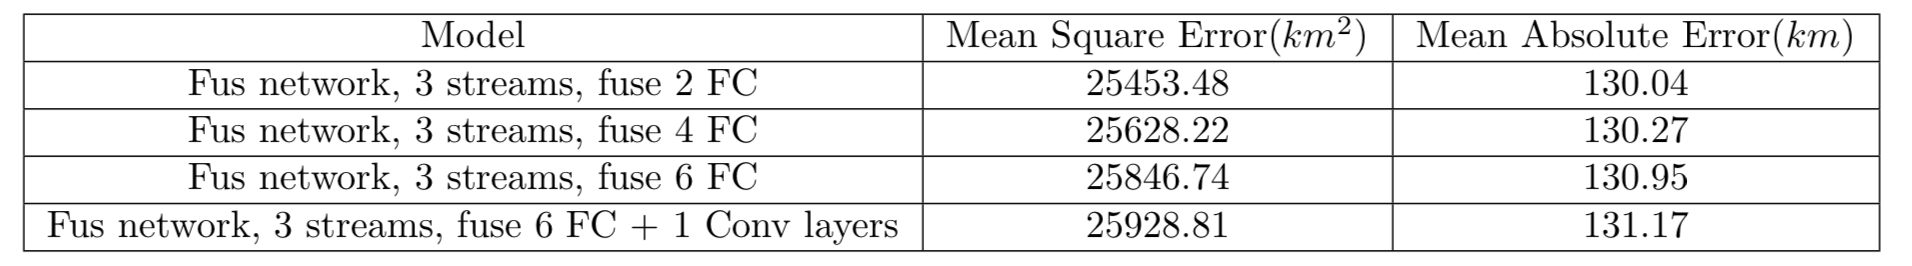 Model Mean Square Error(km²) Mean Absolute Error(km)
Fus network, 3 streams, fuse 2 FC 25453.48 130.04
Fus network, 3 streams, fuse 4 FC 25628.22 130.27
Fus network, 3 streams, fuse 6 FC 25846.74 130.95
Fus network, 3 streams, fuse 6 FC + 1 Conv layers 25928.81 131.17